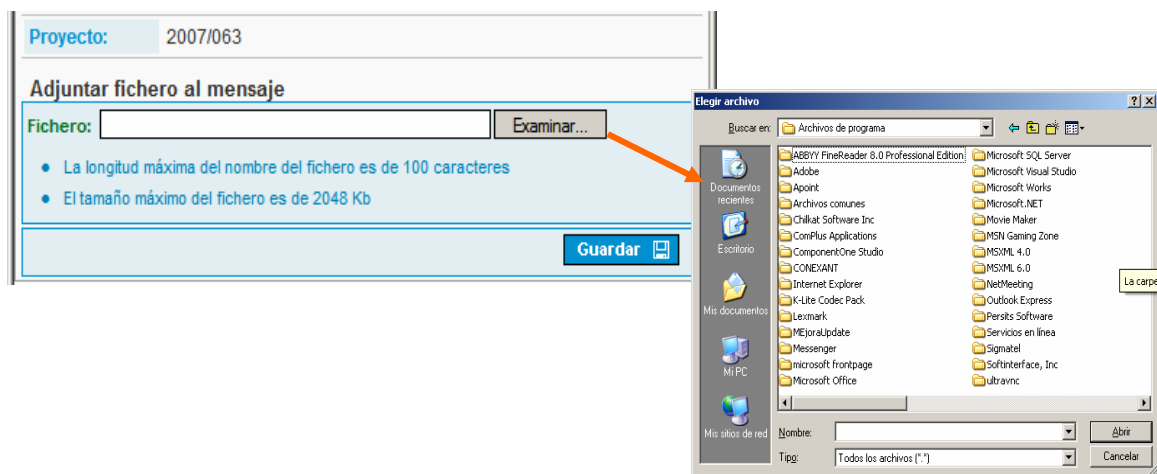 Proyecto: 2007/063
Adjuntar fichero al mensaje
Fichero: Examinar...
La longitud máxima del nombre del fichero es de 100 caracteres
El tamaño máximo del fichero es de 2048 Kb
Guardar
Elegir archivo
Buscar en: Archivos de programa
Documentos recientes
Escritorio
Mis documentos
Mi PC
Mis sitios de red
ABBYY FineReader 8.0 Professional Edition
Adobe
Apoint
Archivos comunes
Chilkat Software Inc
ComPlus Applications
ComponentOne Studio
CONEXANT
Internet Explorer
K-Lite Codec Pack
Lexmark
MEjoraUpdate
Messenger
microsoft frontpage
Microsoft Office
Microsoft SQL Server
Microsoft Visual Studio
Microsoft Works
Microsoft.NET
Movie Maker
MSN Gaming Zone
MSXML 4.0
MSXML 6.0
NetMeeting
Outlook Express
Persits Software
Servicios en línea
Sigmatel
Softinterface, Inc
ultravnc
La carpe
Nombre: Abrir
Tipo: Todos los archivos (*.*) Cancelar